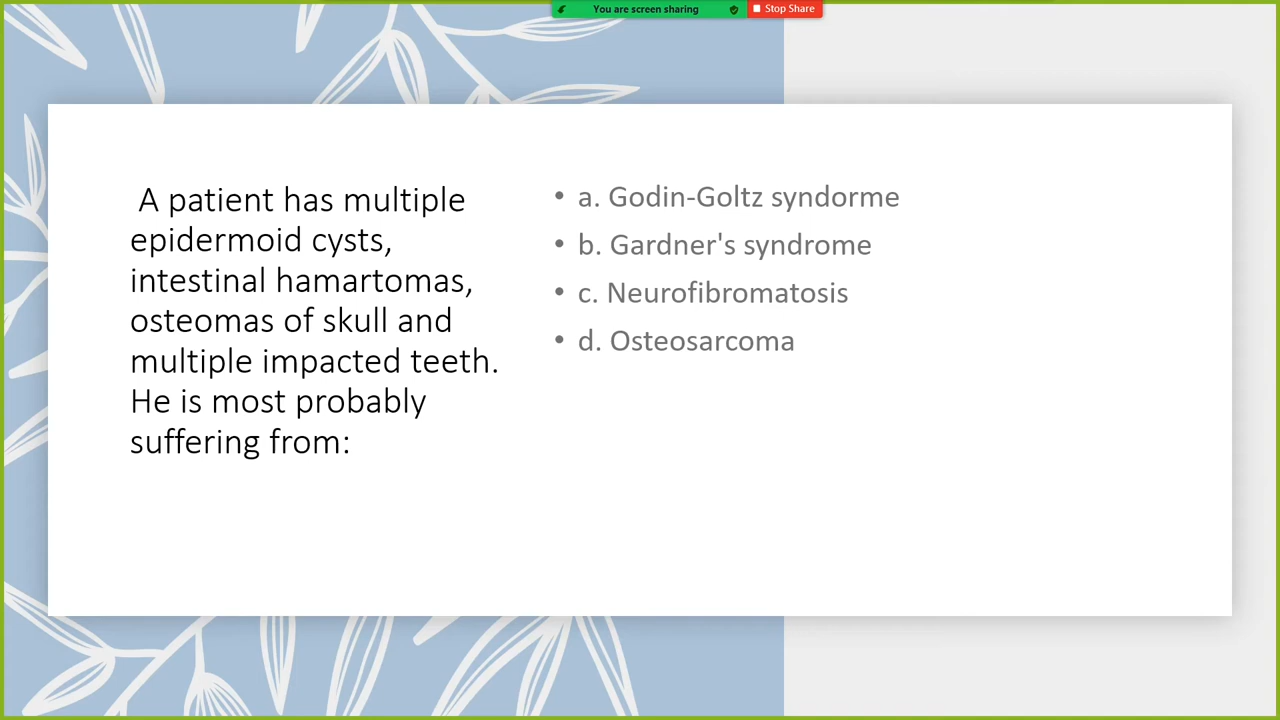 You are screen sharing
Stop Share
A patient has multiple
epidermoid cysts,
intestinal hamartomas,
osteomas of skull and
multiple impacted teeth.
He is most probably
suffering from:
• a. Godin-Goltz syndorme
• b. Gardner's syndrome
• c. Neurofibromatosis
• d. Osteosarcoma